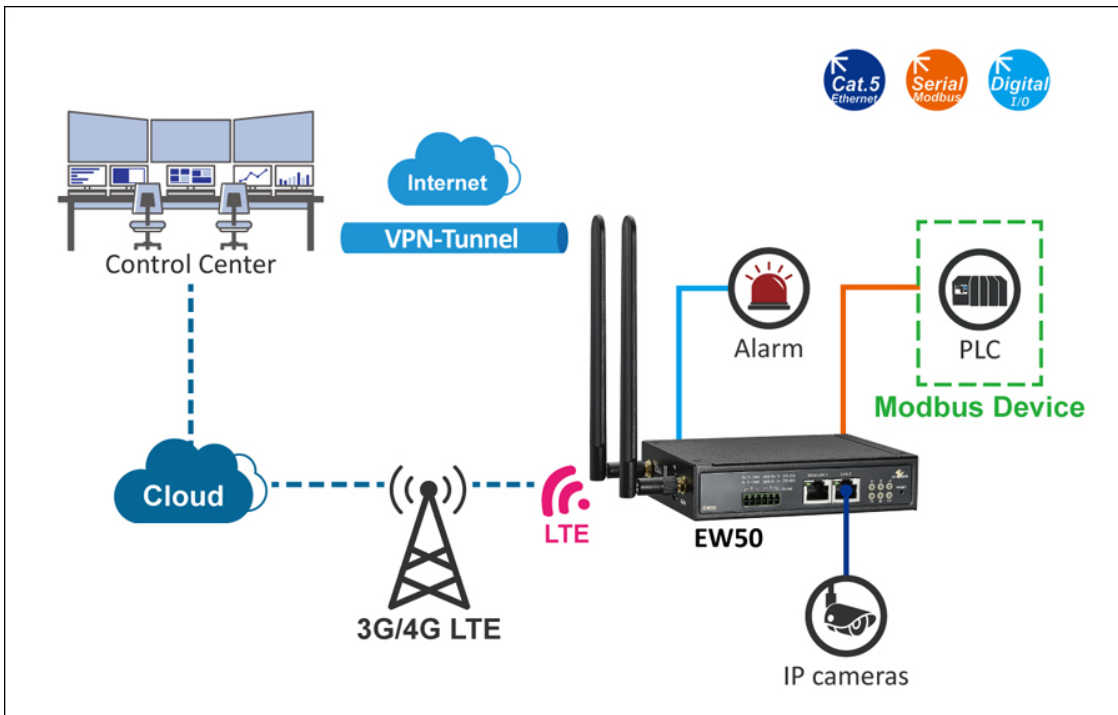 Cat.5
Ethernet
Serial
Modbus
Digital
I/O
Internet
VPN-Tunnel
Control Center
Alarm
PLC
Modbus Device
Cloud
LTE
EW50
EW50
3G/4G LTE
IP cameras